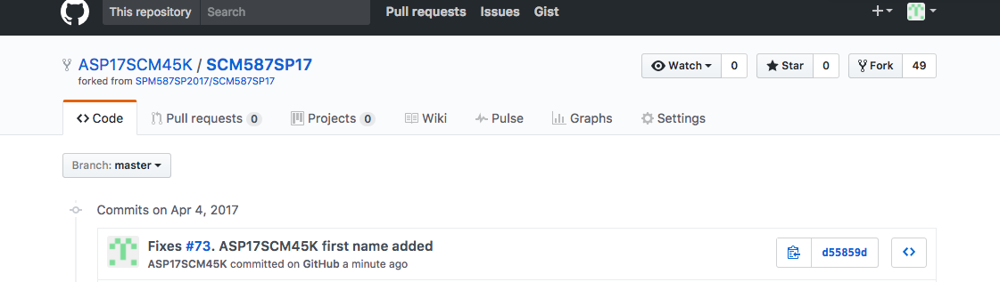 This repository Search Pull requests Issues Gist
ASP17SCM45K / SCM587SP17 Watch 0 Star 0 Fork 49
forked from SPM587SP2017/SCM587SP17
Code Pull requests 0 Projects 0 Wiki Pulse Graphs Settings
Branch: master
Commits on Apr 4, 2017
Fixes #73. ASP17SCM45K first name added d55859d
ASP17SCM45K committed on GitHub a minute ago